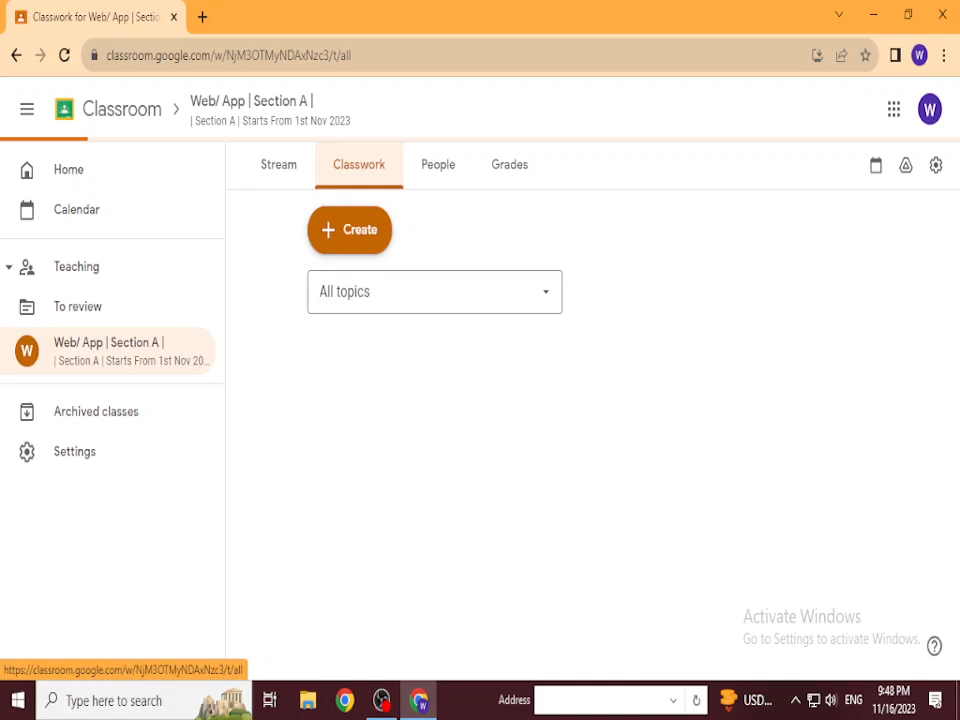 Classwork for Web/ App | Sectio
classroom.google.com/w/NjM3OTMyNDAxNzc3/t/all
W
Classroom
Web/ App | Section A |
| Section A | Starts From 1st Nov 2023
W
Home
Calendar
Teaching
To review
W
Web/ App | Section A |
| Section A | Starts From 1st Nov 20...
Archived classes
Settings
Stream
Classwork
People
Grades
Create
All topics
Activate Windows
Go to Settings to activate Windows.
https://classroom.google.com/w/NjM3OTMyNDAxNzc3/t/all
Type here to search
W
Address
USD...
ENG
9:48 PM
11/16/2023